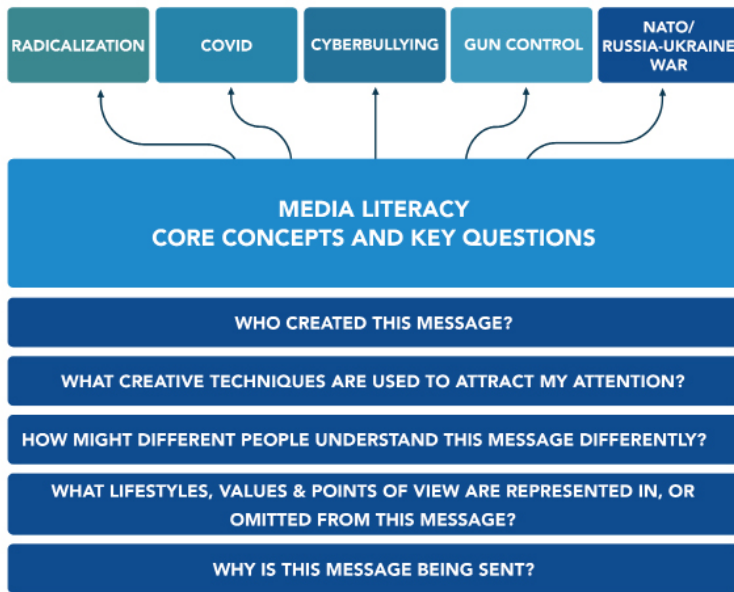 RADICALIZATION
COVID
CYBERBULLYING
GUN CONTROL
NATO/
RUSSIA-UKRAINE
WAR
MEDIA LITERACY
CORE CONCEPTS AND KEY QUESTIONS
WHO CREATED THIS MESSAGE?
WHAT CREATIVE TECHNIQUES ARE USED TO ATTRACT MY ATTENTION?
HOW MIGHT DIFFERENT PEOPLE UNDERSTAND THIS MESSAGE DIFFERENTLY?
WHAT LIFESTYLES, VALUES & POINTS OF VIEW ARE REPRESENTED IN, OR
OMITTED FROM THIS MESSAGE?
WHY IS THIS MESSAGE BEING SENT?